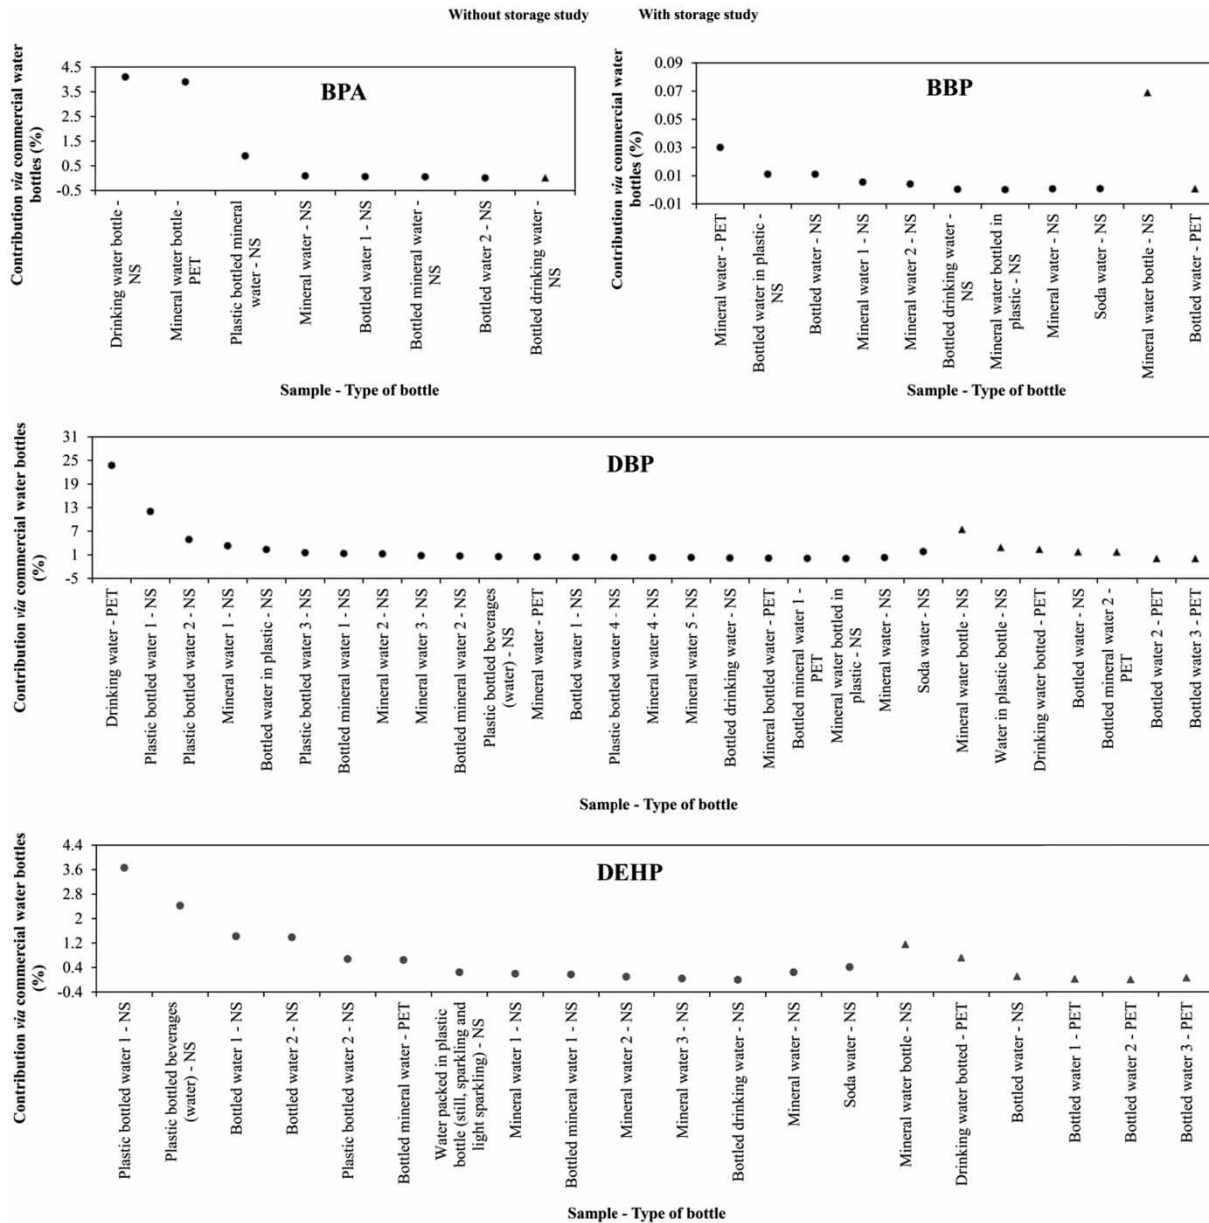 Without storage study
With storage study
Contribution via commercial water
bottles (%)
4.5
3.5
2.5
1.5
0.5
-0.5
BPA
Drinking water bottle -
NS
Mineral water bottle -
PET
Plastic bottled mineral
water - NS
Mineral water - NS
Bottled water 1 - NS
Bottled mineral water -
NS
Bottled water 2 - NS
Bottled drinking water -
NS
Sample - Type of bottle
Contribution via commercial water
bottles (%)
0.09
0.07
0.05
0.03
0.01
-0.01
BBP
Mineral water - PET
Bottled water in plastic -
NS
Bottled water - NS
Mineral water 1 - NS
Mineral water 2 - NS
Bottled drinking water -
NS
Mineral water bottled in
plastic - NS
Mineral water - NS
Soda water - NS
Mineral water bottle - NS
Bottled water - PET
Sample - Type of bottle
Contribution via commercial water bottles
(%)
31
25
19
13
7
1
-5
DBP
Drinking water - PET
Plastic bottled water 1 - NS
Plastic bottled water 2 - NS
Mineral water 1 - NS
Bottled water in plastic - NS
Plastic bottled water 3 - NS
Bottled mineral water 1 - NS
Mineral water 2 - NS
Mineral water 3 - NS
Bottled mineral water 2 - NS
Plastic bottled beverages
(water) - NS
Mineral water - PET
Bottled water 1 - NS
Plastic bottled water 4 - NS
Mineral water 4 - NS
Mineral water 5 - NS
Bottled drinking water - NS
Mineral bottled water - PET
Bottled mineral water 1 -
PET
Mineral water bottled in
plastic - NS
Mineral water - NS
Soda water - NS
Mineral water bottle - NS
Water in plastic bottle - NS
Drinking water botted - PET
Bottled water - NS
Bottled mineral water 2 -
PET
Bottled water 2 - PET
Bottled water 3 - PET
Sample - Type of bottle
Contribution via commercial water bottles
(%)
4.4
3.6
2.8
2
1.2
0.4
-0.4
DEHP
Plastic bottled water 1 - NS
Plastic bottled beverages
(water) - NS
Bottled water 1 - NS
Bottled water 2 - NS
Plastic bottled water 2 - NS
Bottled mineral water - PET
Water packed in plastic
bottle (still, sparkling and
light sparkling) - NS
Mineral water 1 - NS
Bottled mineral water 1 - NS
Mineral water 2 - NS
Mineral water 3 - NS
Bottled drinking water - NS
Mineral water - NS
Soda water - NS
Mineral water bottle - NS
Drinking water botted - PET
Bottled water - NS
Bottled water 1 - PET
Bottled water 2 - PET
Bottled water 3 - PET
Sample - Type of bottle